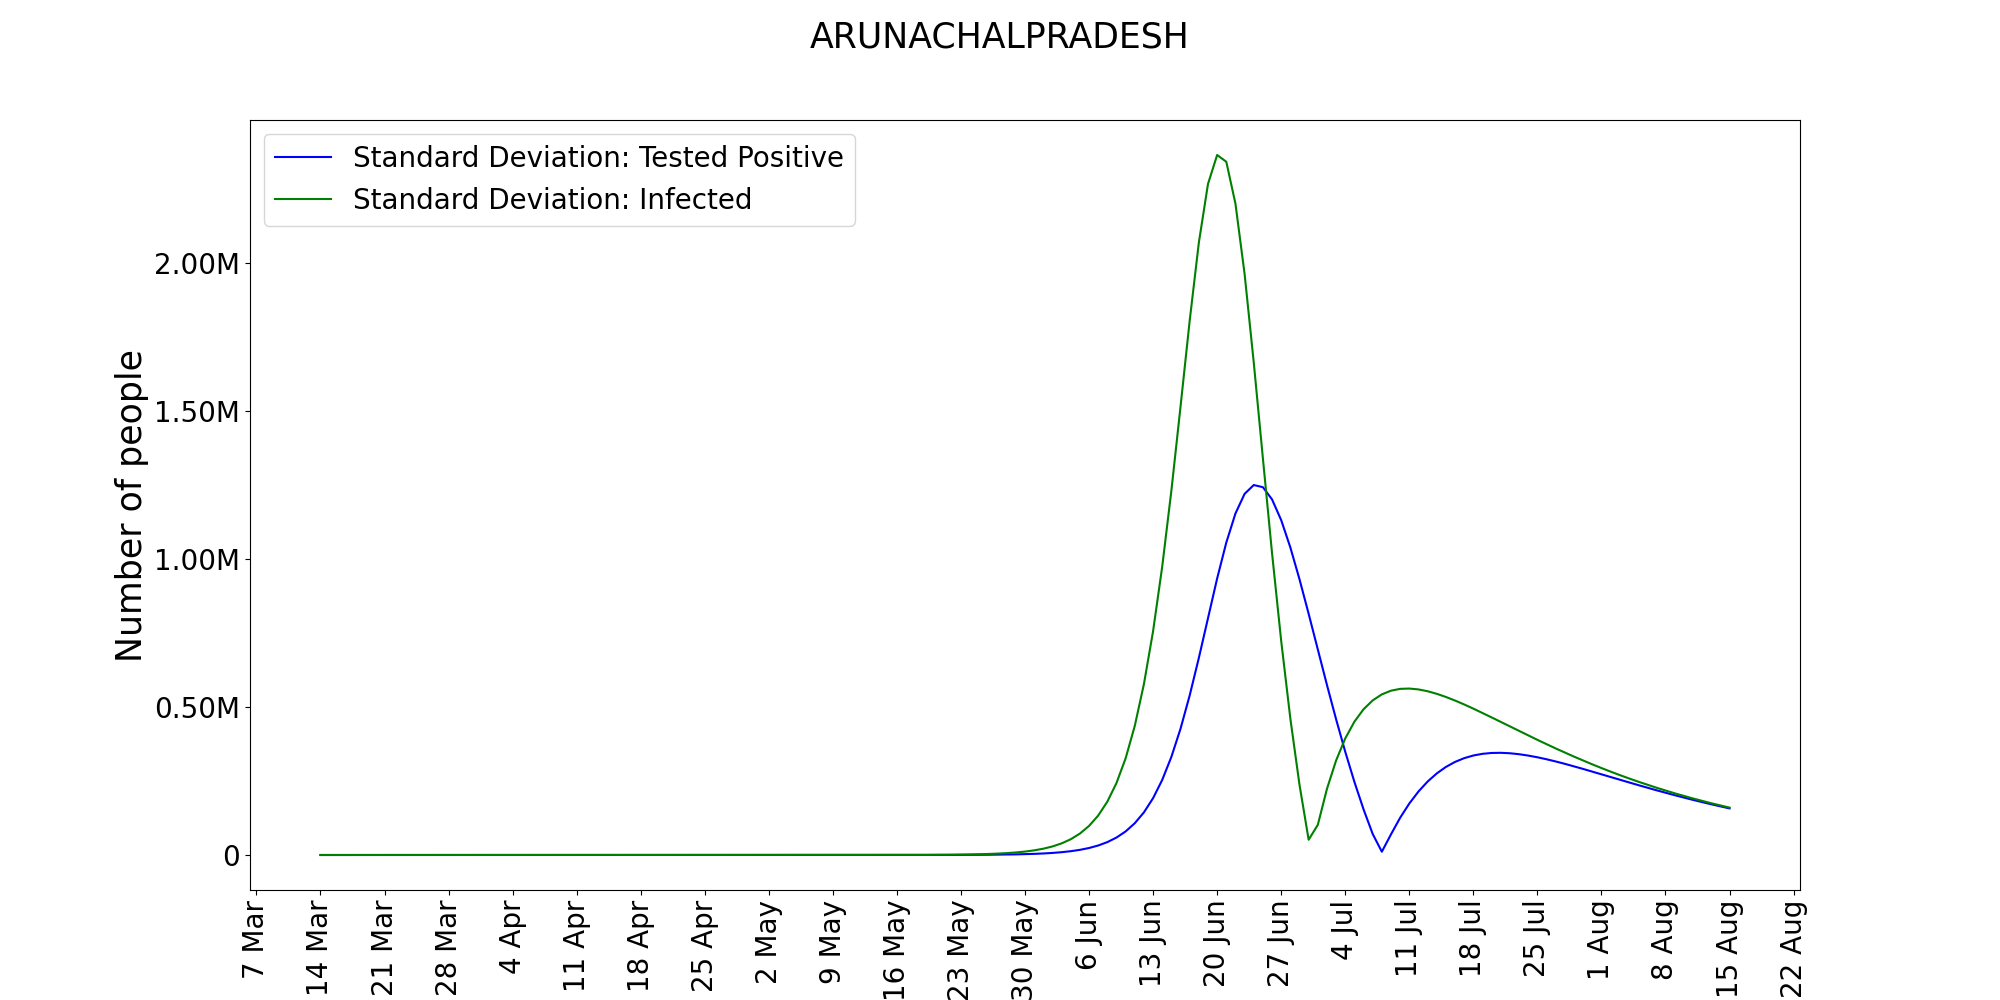 ARUNACHALPRADESH
Standard Deviation: Tested Positive
Standard Deviation: Infected
Number of people
2.00M
1.50M
1.00M
0.50M
0
7 Mar
14 Mar
21 Mar
28 Mar
4 Apr
11 Apr
18 Apr
25 Apr
2 May
9 May
16 May
23 May
30 May
6 Jun
13 Jun
20 Jun
27 Jun
4 Jul
11 Jul
18 Jul
25 Jul
1 Aug
8 Aug
15 Aug
22 Aug